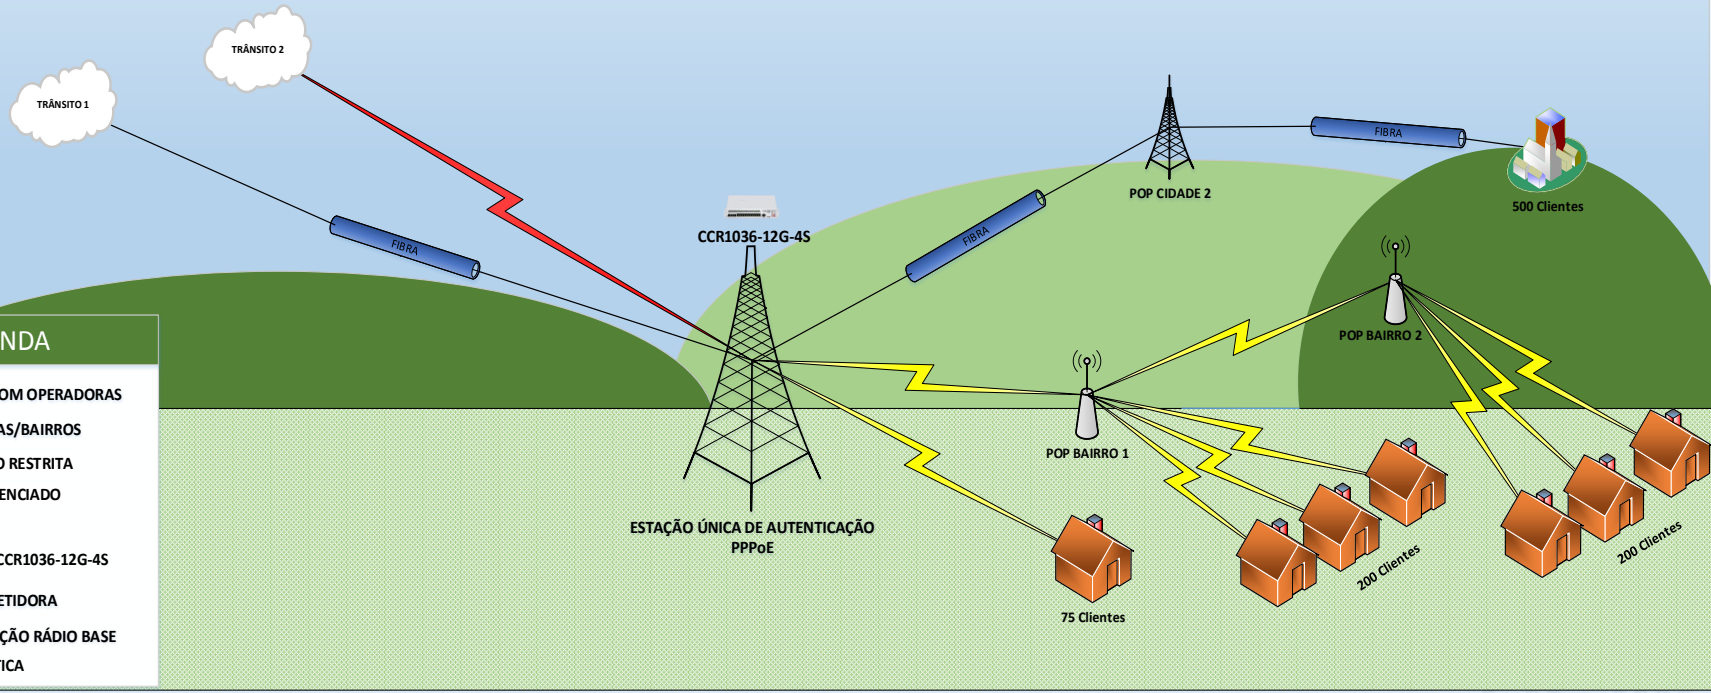 TRÂNSITO 2
TRÂNSITO 1
FIBRA
CCR1036-12G-4S
FIBRA
POP CIDADE 2
FIBRA
500 Clientes
POP BAIRRO 2
POP BAIRRO 1
ESTAÇÃO ÚNICA DE AUTENTICAÇÃO
PPPoE
75 Clientes
200 Clientes
200 Clientes
NDA
OM OPERADORAS
AS/BAIRROS
O RESTRITA
ENCIADO
CCR1036-12G-4S
ETIDORA
ÇÃO RÁDIO BASE
TICA